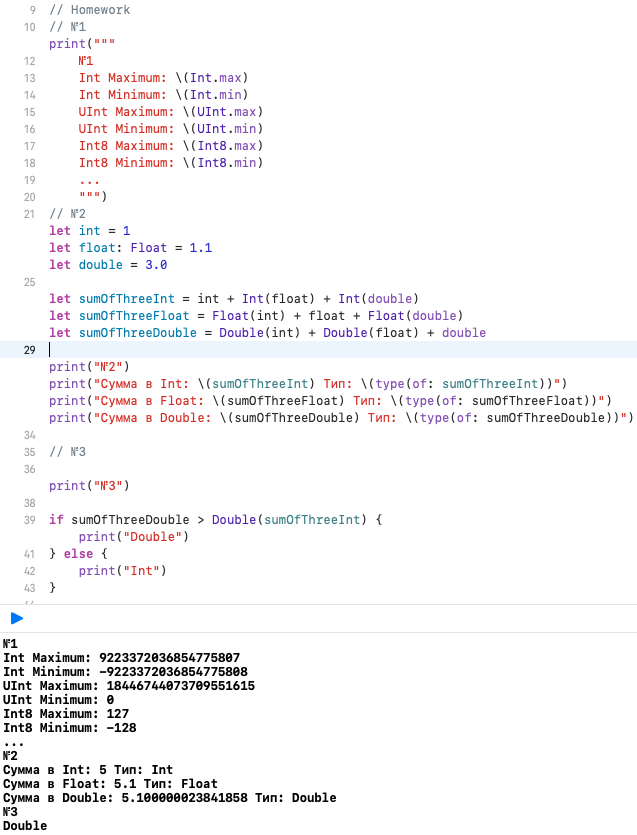 9 // Homework
10 // №1
print("""
12     №1
13     Int Maximum: \(Int.max)
14     Int Minimum: \(Int.min)
15     UInt Maximum: \(UInt.max)
16     UInt Minimum: \(UInt.min)
17     Int8 Maximum: \(Int8.max)
18     Int8 Minimum: \(Int8.min)
19     ...
20     """)
21 // №2
let int = 1
let float: Float = 1.1
let double = 3.0
25
let sumOfThreeInt = int + Int(float) + Int(double)
let sumOfThreeFloat = Float(int) + float + Float(double)
let sumOfThreeDouble = Double(int) + Double(float) + double
29
print("№2")
print("Сумма в Int: \(sumOfThreeInt) Тип: \(type(of: sumOfThreeInt))")
print("Сумма в Float: \(sumOfThreeFloat) Тип: \(type(of: sumOfThreeFloat))")
print("Сумма в Double: \(sumOfThreeDouble) Тип: \(type(of: sumOfThreeDouble))")
34
35 // №3
36
print("№3")
38
39 if sumOfThreeDouble > Double(sumOfThreeInt) {
    print("Double")
41 } else {
42     print("Int")
43 }
№1
Int Maximum: 9223372036854775807
Int Minimum: -9223372036854775808
UInt Maximum: 18446744073709551615
UInt Minimum: 0
Int8 Maximum: 127
Int8 Minimum: -128
...
№2
Сумма в Int: 5 Тип: Int
Сумма в Float: 5.1 Тип: Float
Сумма в Double: 5.100000023841858 Тип: Double
№3
Double